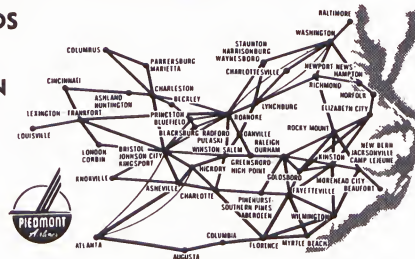 DS
N
BALTIMORE
WASHINGTON
COLUMBUS
STAUNTON
HARRISONBURG
WAYNESBORO
PARKERSBURG
MARIETTA
CHARLOTTESVILLE
NEWPORT NEWS
HAMPTON
CINCINNATI
CHARLESTON
RICHMOND
NORFOLK
ASHLAND
HUNTINGTON
BECKLEY
LYNCHBURG
ELIZABETH CITY
LEXINGTON
FRANKFORT
PRINCETON
BLUEFIELD
ROANOKE
LOUISVILLE
BLACKSBURG RADFORD
PULASKI
DANVILLE
ROCKY MOUNT
LONDON
CORBIN
BRISTOL
JOHNSON CITY
KINGSPORT
WINSTON SALEM
RALEIGH
DURHAM
NEW BERN
JACKSONVILLE
CAMP LEJEUNE
HICKORY
GREENSBORO
HIGH POINT
KINSTON
KNOXVILLE
GOLDSBORO
MOREHEAD CITY
BEAUFORT
ASHEVILLE
CHARLOTTE
FAYETTEVILLE
PINEHURST-
SOUTHERN PINES
ABERDEEN
WILMINGTON
PIEDMONT
Airlines
ATLANTA
COLUMBIA
FLORENCE
MYRTLE BEACH
AUGUSTA